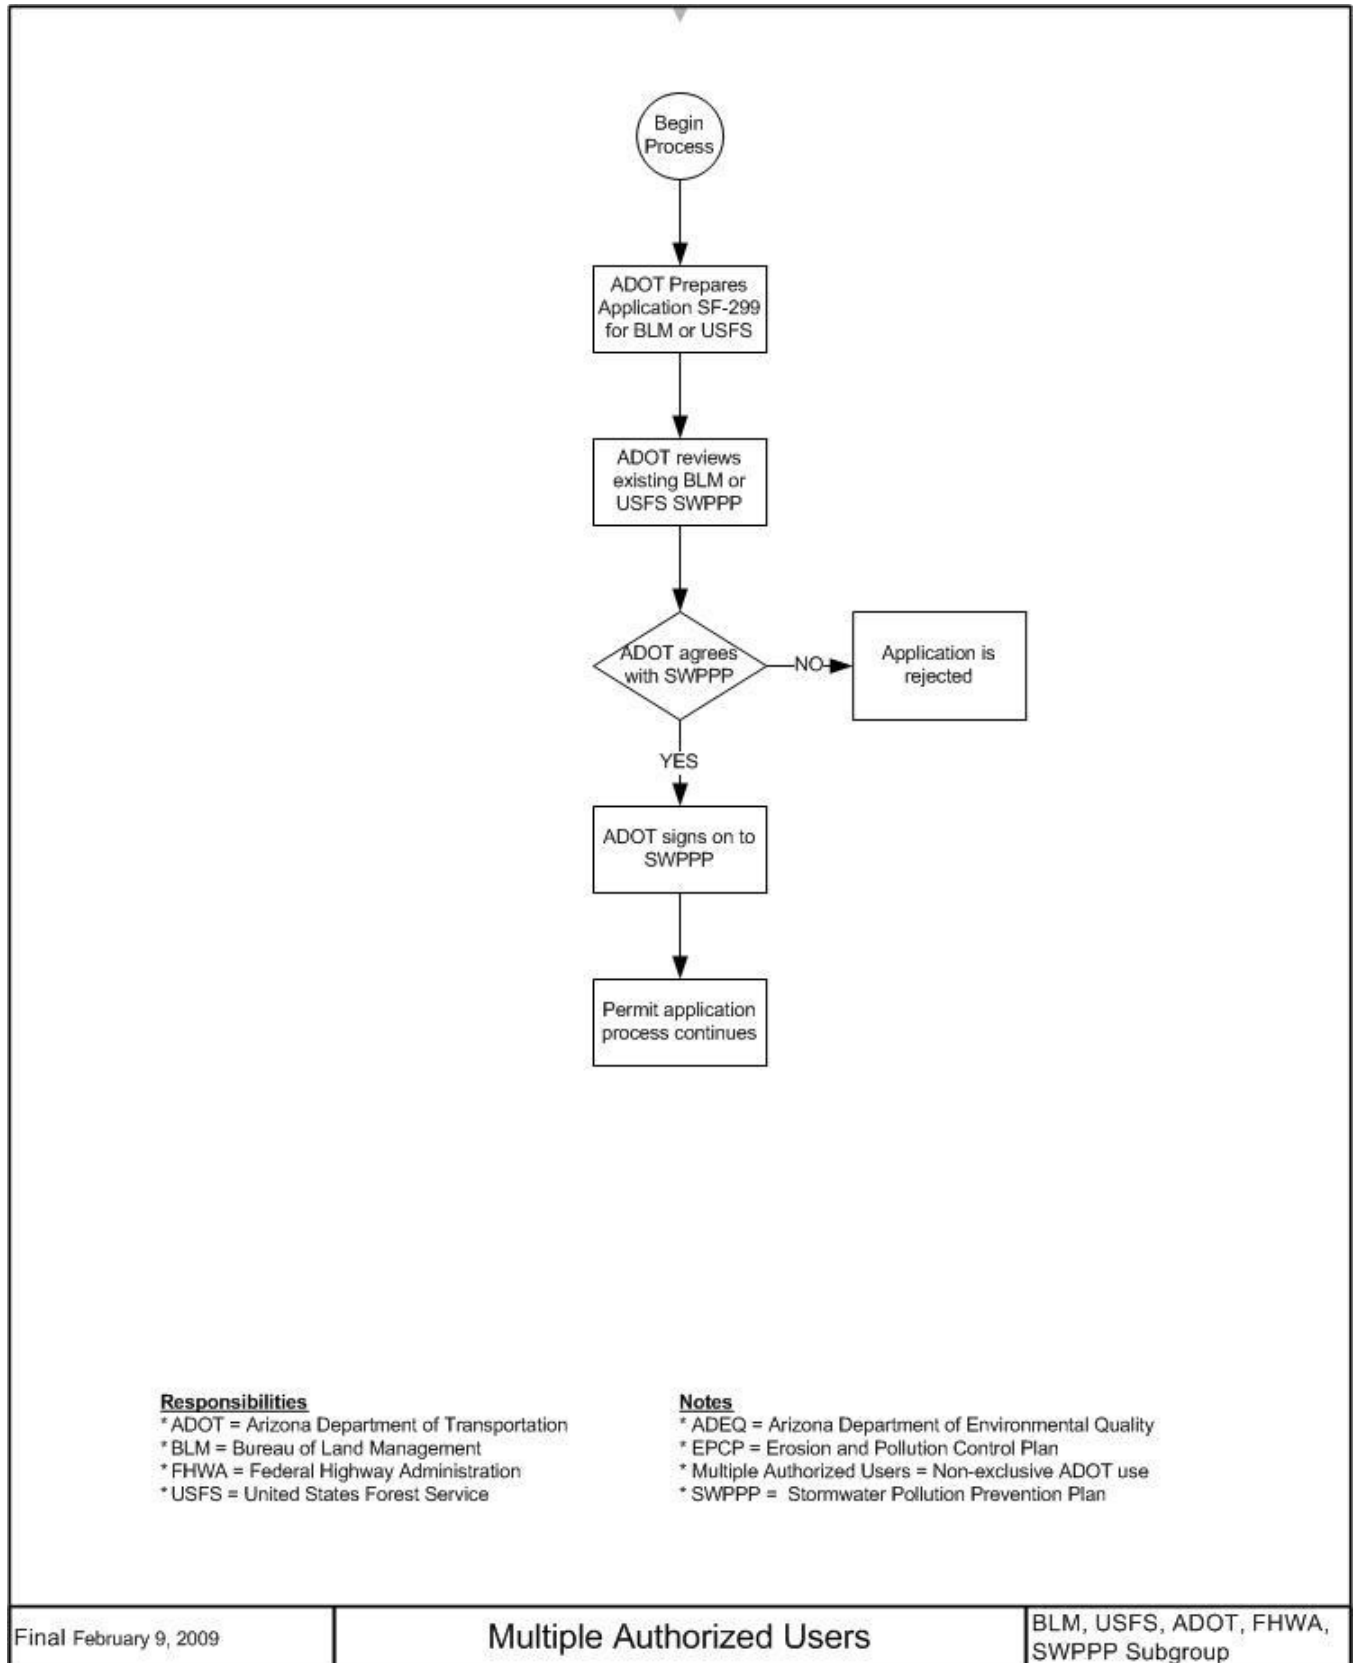 Begin
Process
ADOT Prepares
Application SF-299
for BLM or USFS
ADOT reviews
existing BLM or
USFS SWPPP
ADOT agrees
with SWPPP
NO
Application is
rejected
YES
ADOT signs on to
SWPPP
Permit application
process continues
Responsibilities
* ADOT = Arizona Department of Transportation
* BLM = Bureau of Land Management
* FHWA = Federal Highway Administration
* USFS = United States Forest Service
Notes
* ADEQ = Arizona Department of Environmental Quality
* EPCP = Erosion and Pollution Control Plan
* Multiple Authorized Users = Non-exclusive ADOT use
* SWPPP = Stormwater Pollution Prevention Plan
Final February 9, 2009
Multiple Authorized Users
BLM, USFS, ADOT, FHWA,
SWPPP Subgroup